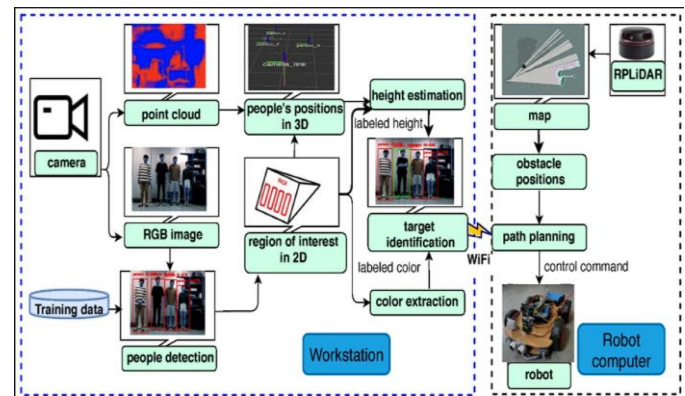 camera
point cloud
RGB image
Training data
people detection
people's positions
in 3D
camera_link
region of interest
in 2D
height estimation
labeled height
target
identification
labeled color
color extraction
Workstation
WiFi
RPLiDAR
map
obstacle
positions
path planning
control command
robot
Robot
computer